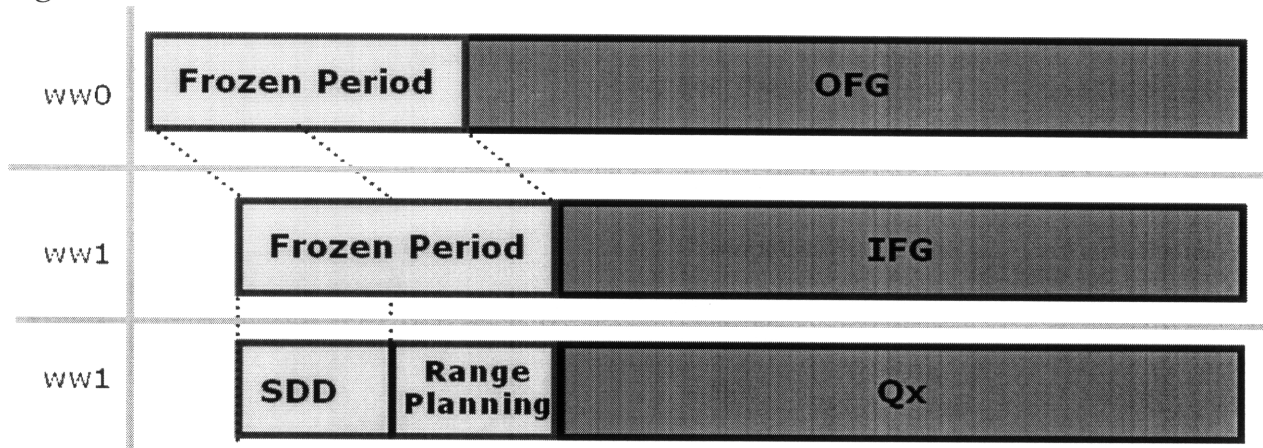 ww0
Frozen Period
OFG
ww1
Frozen Period
IFG
ww1
SDD
Range
Planning
Qx